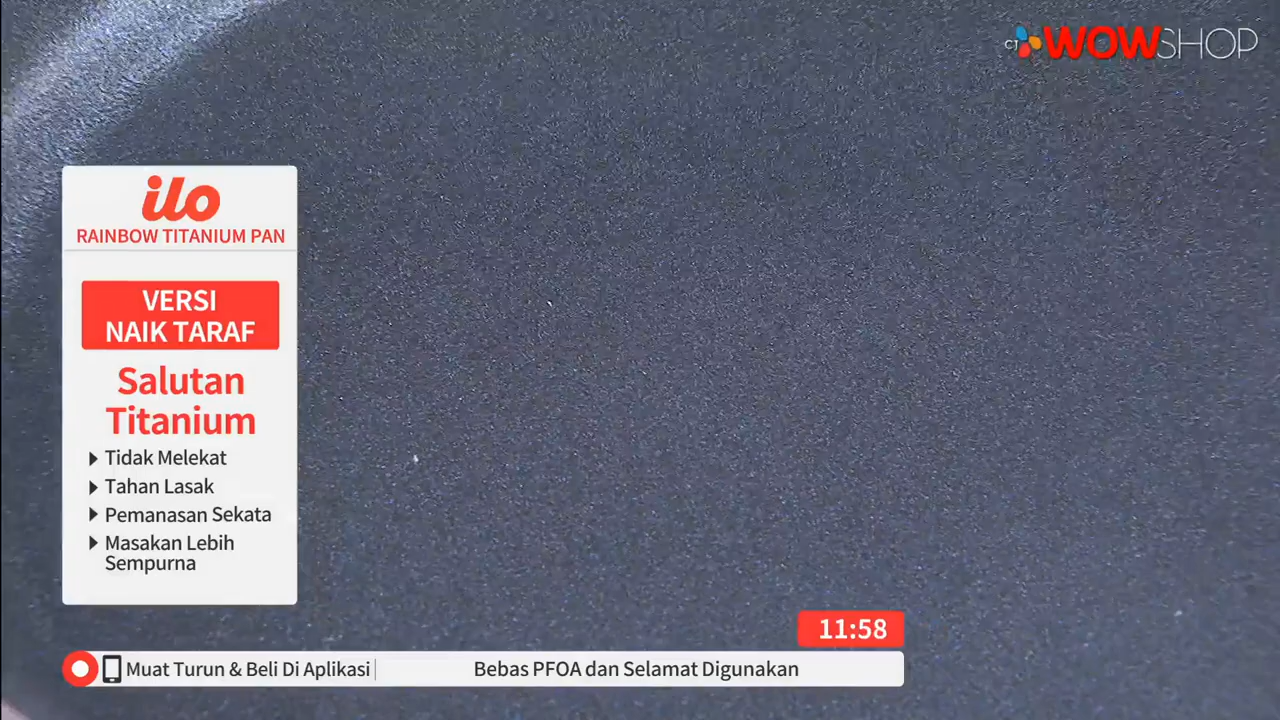 CJ WOWSHOP
ilo
RAINBOW TITANIUM PAN
VERSI
NAIK TARAF
Salutan
Titanium
Tidak Melekat
Tahan Lasak
Pemanasan Sekata
Masakan Lebih
Sempurna
11:58
Muat Turun & Beli Di Aplikasi
Bebas PFOA dan Selamat Digunakan